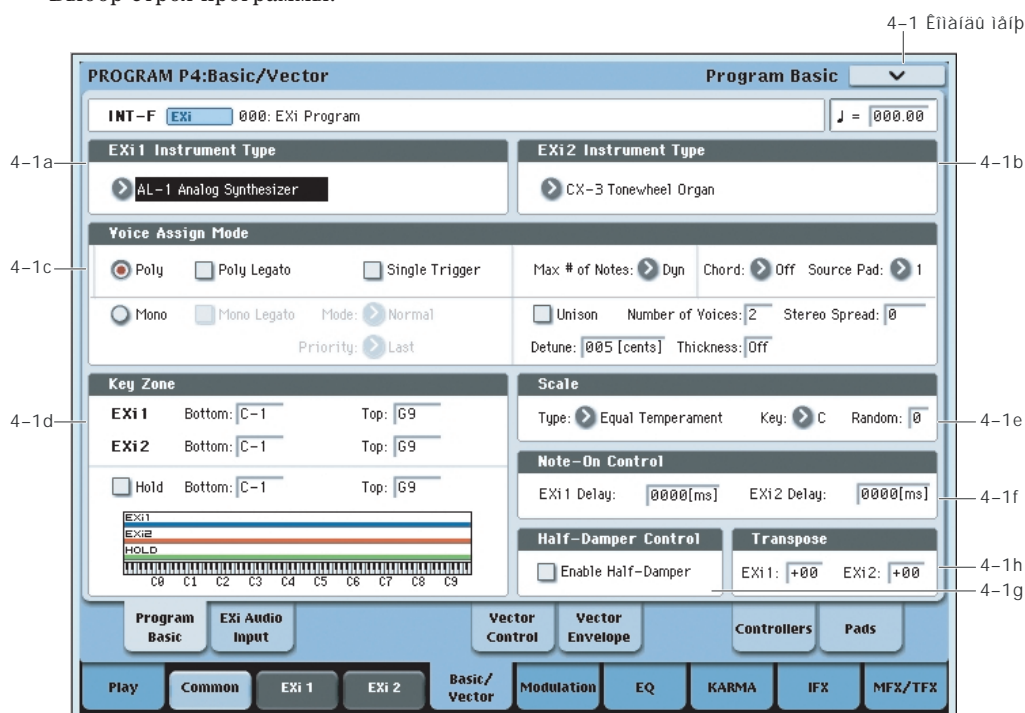 Выбор строя программы.
4-1 Êîìàíäû ìåíþ
PROGRAM P4:Basic/Vector Program Basic
INT-F EXi 000: EXi Program ♩ = 000.00
4-1a
EXi1 Instrument Type
AL-1 Analog Synthesizer
EXi2 Instrument Type
CX-3 Tonewheel Organ
4-1b
Voice Assign Mode
4-1c
Poly Poly Legato Single Trigger Max # of Notes: Dyn Chord: Off Source Pad: 1
Mono Mono Legato Mode: Normal Unison Number of Voices: 2 Stereo Spread: 0
Priority: Last Detune: 005 [cents] Thickness: Off
Key Zone
4-1d
EXi1 Bottom: C-1 Top: G9
EXi2 Bottom: C-1 Top: G9
Hold Bottom: C-1 Top: G9
EXi1
EXi2
HOLD
C0 C1 C2 C3 C4 C5 C6 C7 C8 C9
Scale
Type: Equal Temperament Key: C Random: 0
4-1e
Note-On Control
EXi1 Delay: 0000[ms] EXi2 Delay: 0000[ms]
4-1f
Half-Damper Control
Enable Half-Damper
Transpose
EXi1: +00 EXi2: +00
4-1h
4-1g
Program Basic EXi Audio Input Vector Control Vector Envelope Controllers Pads
Play Common EXi 1 EXi 2 Basic/Vector Modulation EQ KARMA IFX MFX/TFX